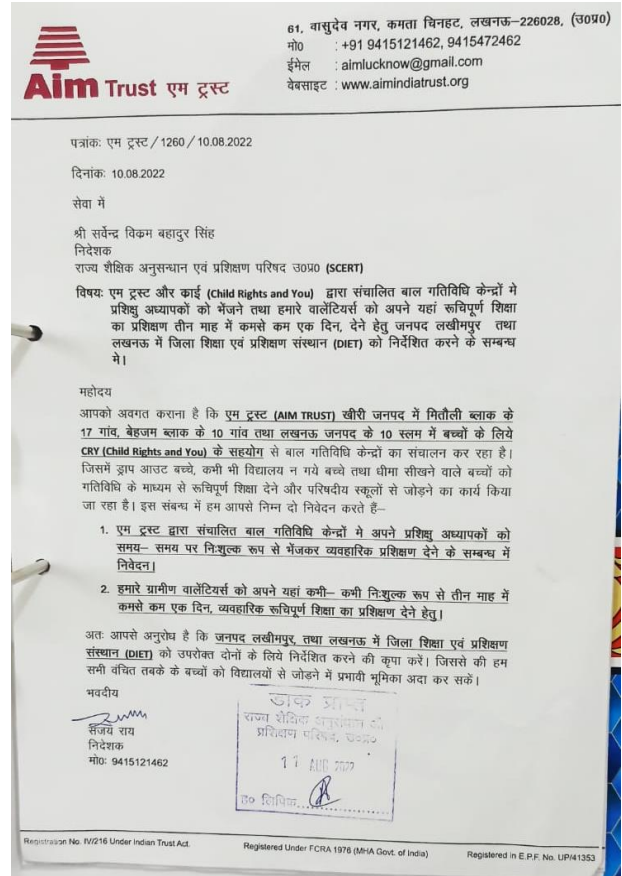 Aim Trust एम ट्रस्ट
61, वासुदेव नगर, कमता चिनहट, लखनऊ–226028, (उ0प्र0)
मो0 : +91 9415121462, 9415472462
ईमेल : aimlucknow@gmail.com
वेबसाइट : www.aimindiatrust.org
पत्रांकः एम ट्रस्ट / 1260 / 10.08.2022
दिनांकः 10.08.2022
सेवा में
श्री सर्वेन्द्र विक्रम बहादुर सिंह
निदेशक
राज्य शैक्षिक अनुसन्धान एवं प्रशिक्षण परिषद उ0प्र0 (SCERT)
विषयः एम ट्रस्ट और काई (Child Rights and You) द्वारा संचालित बाल गतिविधि केन्द्रों मे
प्रशिक्षु अध्यापकों को भेंजने तथा हमारे वालेंटियर्स को अपने यहां रूचिपूर्ण शिक्षा
का प्रशिक्षण तीन माह में कमसे कम एक दिन, देने हेतु जनपद लखीमपुर तथा
लखनऊ में जिला शिक्षा एवं प्रशिक्षण संस्थान (DIET) को निर्देशित करने के सम्बन्ध
मे।
महोदय
आपको अवगत कराना है कि एम ट्रस्ट (AIM TRUST) खीरी जनपद में मितौली ब्लाक के
17 गांव, बेहजम ब्लाक के 10 गांव तथा लखनऊ जनपद के 10 स्लम में बच्चों के लिये
CRY (Child Rights and You) के सहयोग से बाल गतिविधि केन्द्रों का संचालन कर रहा है।
जिसमें ड्राप आउट बच्चे, कभी भी विद्यालय न गये बच्चे तथा धीमा सीखने वाले बच्चों को
गतिविधि के माध्यम से रूचिपूर्ण शिक्षा देने और परिषदीय स्कूलों से जोड़ने का कार्य किया
जा रहा है। इस संबन्ध में हम आपसे निम्न दो निवेदन करते हैं–
1. एम ट्रस्ट द्वारा संचालित बाल गतिविधि केन्द्रों मे अपने प्रशिक्षु अध्यापकों को
समय– समय पर निःशुल्क रूप से भेंजकर व्यवहारिक प्रशिक्षण देने के सम्बन्ध में
निवेदन।
2. हमारे ग्रामीण वालेंटियर्स को अपने यहां कभी– कभी निःशुल्क रूप से तीन माह में
कमसे कम एक दिन, व्यवहारिक रूचिपूर्ण शिक्षा का प्रशिक्षण देने हेतु।
अतः आपसे अनुरोध है कि जनपद लखीमपुर, तथा लखनऊ में जिला शिक्षा एवं प्रशिक्षण
संस्थान (DIET) को उपरोक्त दोनों के लिये निर्देशित करने की कृपा करें। जिससे की हम
सभी वंचित तबके के बच्चों को विद्यालयों से जोड़ने में प्रभावी भूमिका अदा कर सकें।
भवदीय
संजय राय
निदेशक
मो0: 9415121462
डाक प्राप्त
राज्य शैक्षिक अनुसंधान और
प्रशिक्षण परिषद, उ0प्र0
17 AUG 2022
ह0 लिपिक
Registration No. IV/216 Under Indian Trust Act.
Registered Under FCRA 1976 (MHA Govt. of India)
Registered in E.P.F. No. UP/41353